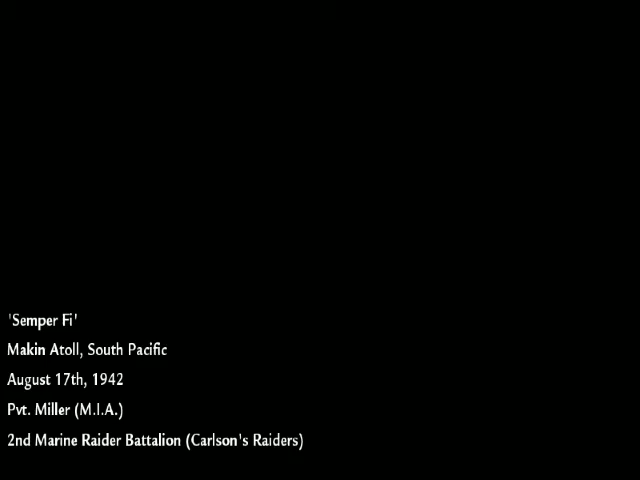 'Semper Fi'
Makin Atoll, South Pacific
August 17th, 1942
Pvt. Miller (M.I.A.)
2nd Marine Raider Battalion (Carlson's Raiders)